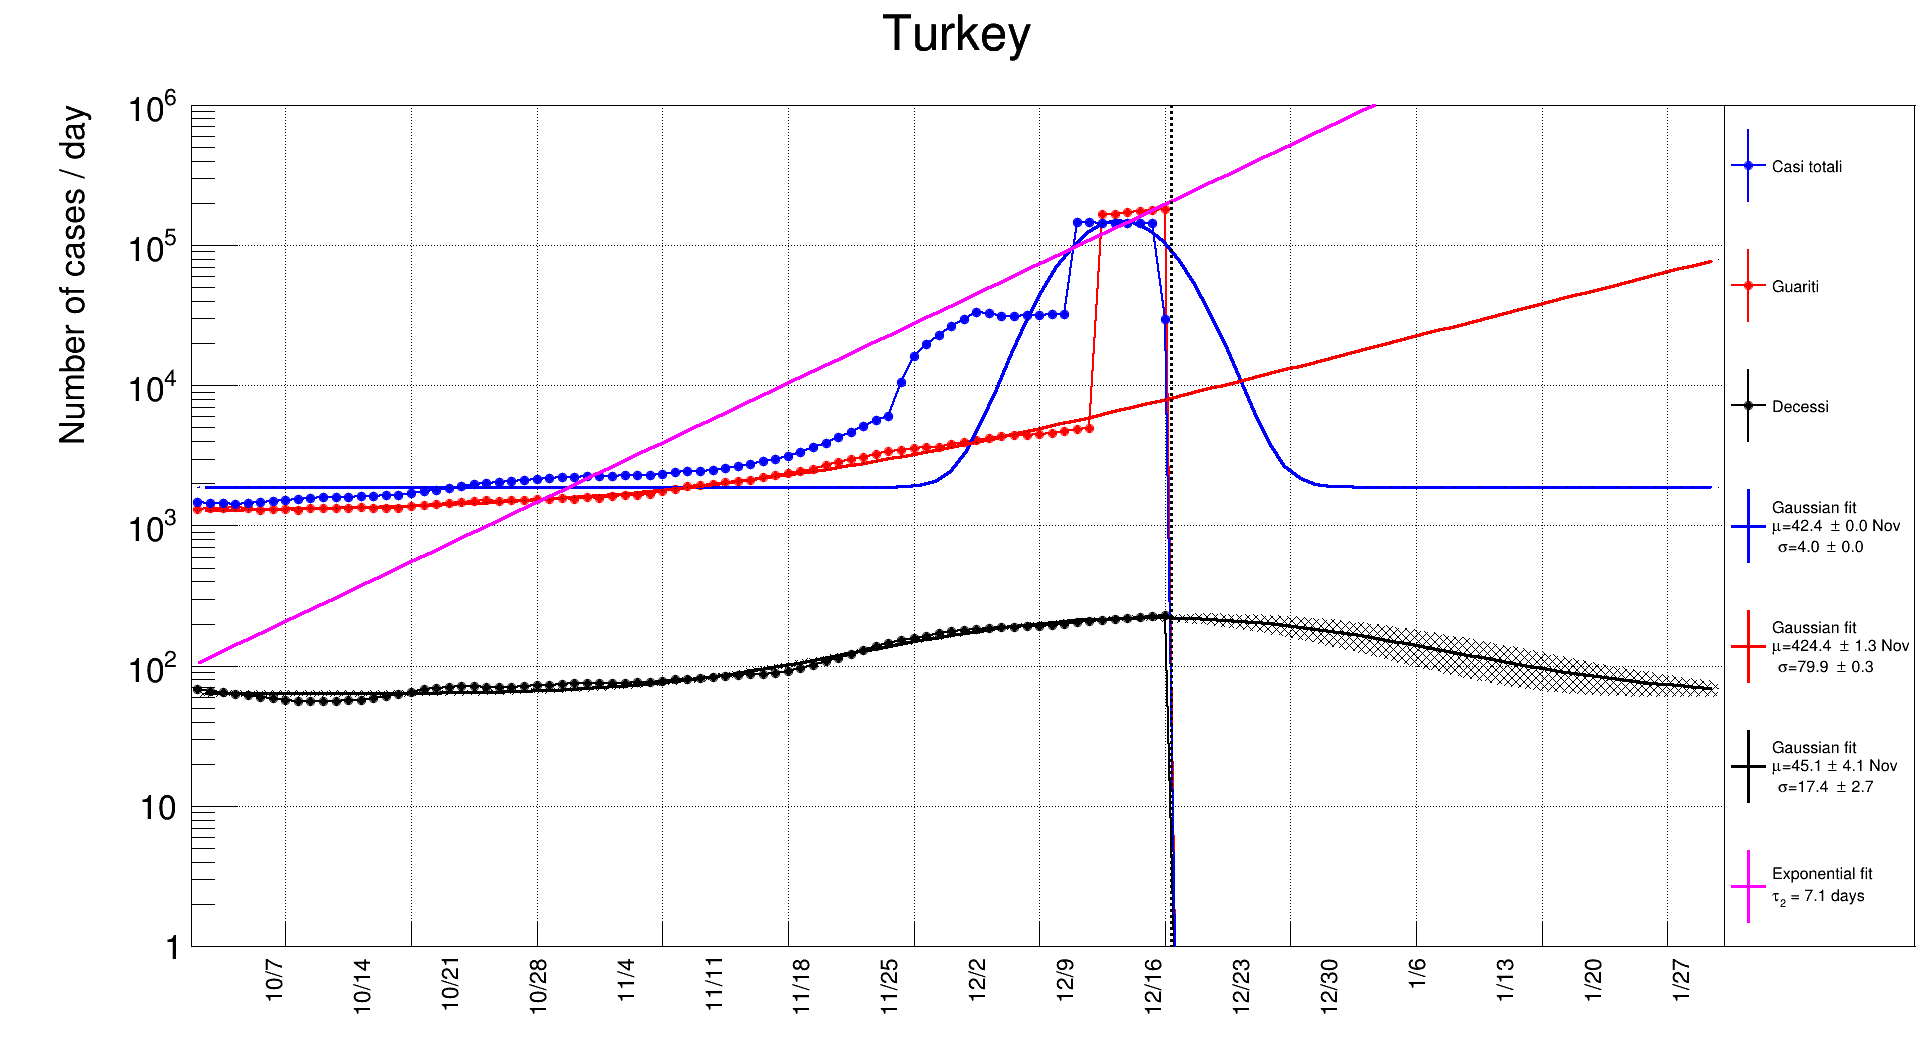 Turkey
Number of cases / day
10^6
10^5
10^4
10^3
10^2
10
1
10/7
10/14
10/21
10/28
11/4
11/11
11/18
11/25
12/2
12/9
12/16
12/23
12/30
1/6
1/13
1/20
1/27
Casi totali
Guariti
Decessi
Gaussian fit
μ=42.4 ± 0.0 Nov
σ=4.0 ± 0.0
Gaussian fit
μ=424.4 ± 1.3 Nov
σ=79.9 ± 0.3
Gaussian fit
μ=45.1 ± 4.1 Nov
σ=17.4 ± 2.7
Exponential fit
τ₂ = 7.1 days